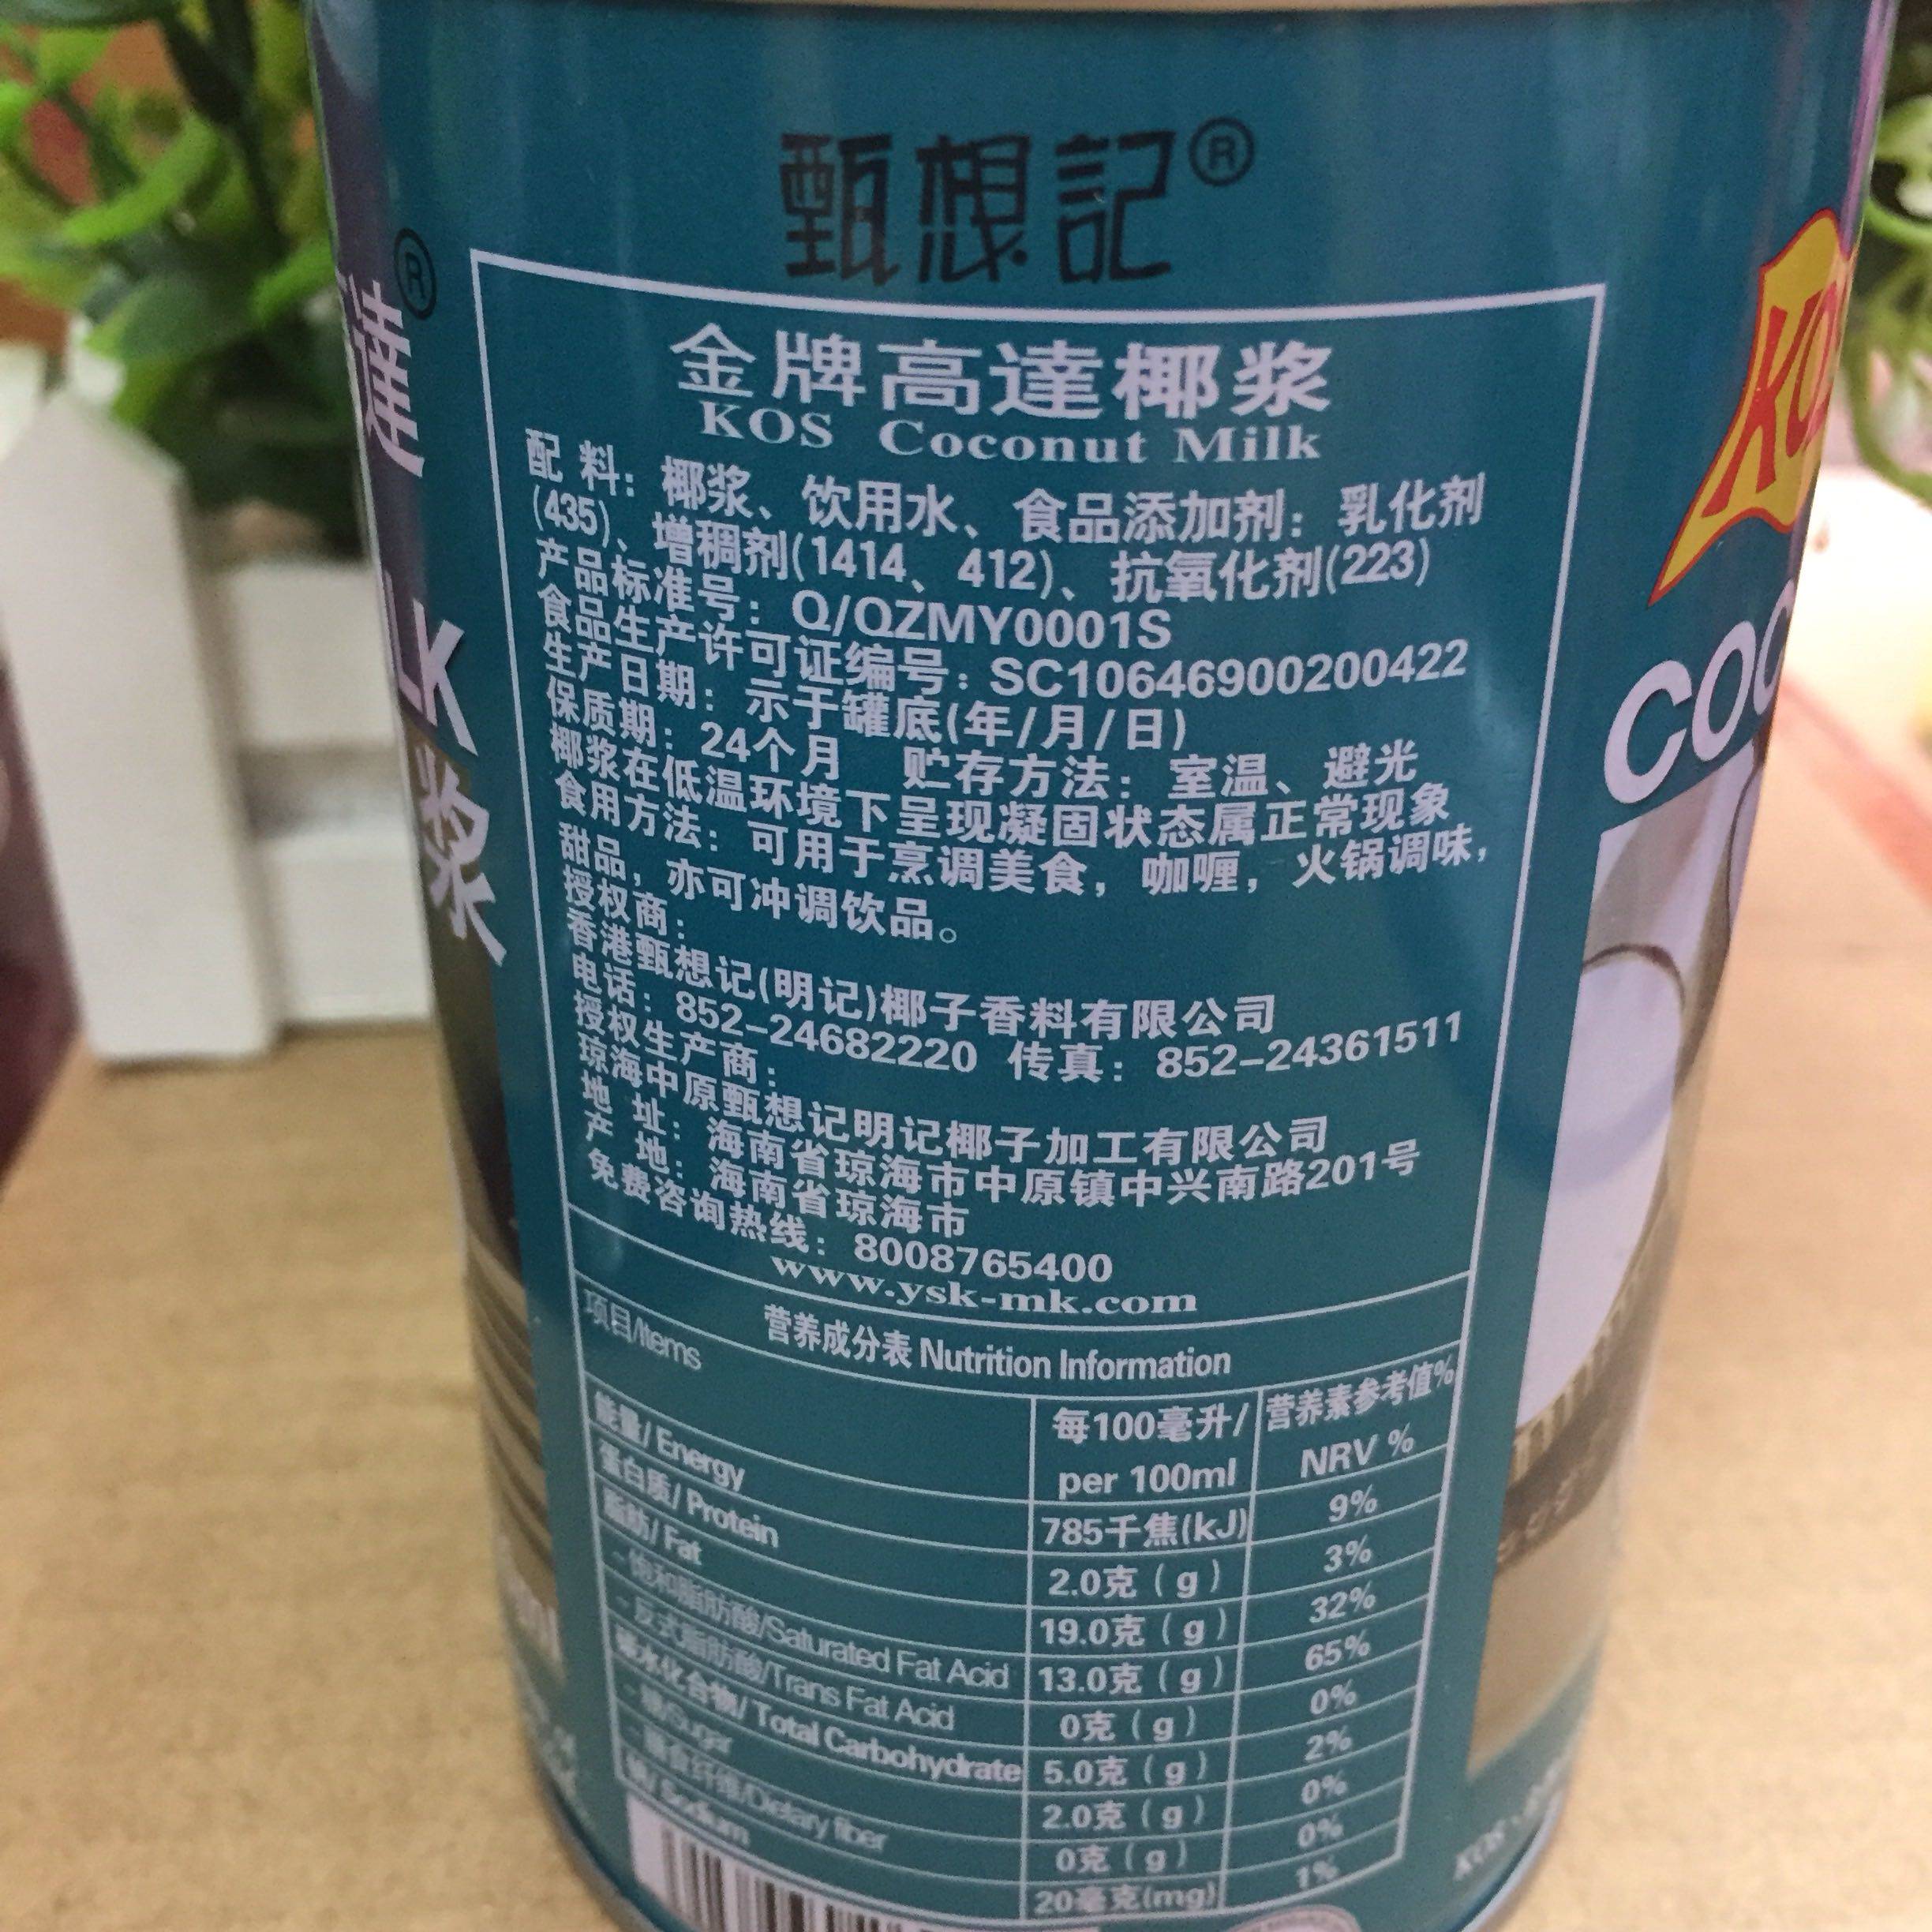 甄想記®
金牌高達椰浆
KOS Coconut Milk
配 料：椰浆、饮用水、食品添加剂：乳化剂
(435)、增稠剂(1414、412)、抗氧化剂(223)
产品标准号：Q/QZMY0001S
食品生产许可证编号：SC10646900200422
生产日期：示于罐底(年/月/日)
保质期：24个月 贮存方法：室温、避光
椰浆在低温环境下呈现凝固状态属正常现象
食用方法：可用于烹调美食，咖喱，火锅调味，
甜品，亦可冲调饮品。
授权商：
香港甄想记(明记)椰子香料有限公司
电话：852-24682220 传真：852-24361511
授权生产商：
琼海中原甄想记明记椰子加工有限公司
地 址：海南省琼海市中原镇中兴南路201号
产 地：海南省琼海市
免费咨询热线：8008765400
www.ysk-mk.com
营养成分表 Nutrition Information
项目/Items 每100毫升/ per 100ml 营养素参考值% NRV %
能量/Energy 785千焦(kJ) 9%
蛋白质/Protein 2.0克（g） 3%
脂肪/Fat 19.0克（g） 32%
-饱和脂肪酸/Saturated Fat Acid 13.0克（g） 65%
-反式脂肪酸/Trans Fat Acid 0克（g） 0%
碳水化合物/Total Carbohydrate 5.0克（g） 2%
-糖/Sugar 2.0克（g） 0%
-膳食纤维/Dietary fiber 0克（g） 0%
钠/Sodium 20毫克(mg) 1%
達®
LK
浆
KO
COC